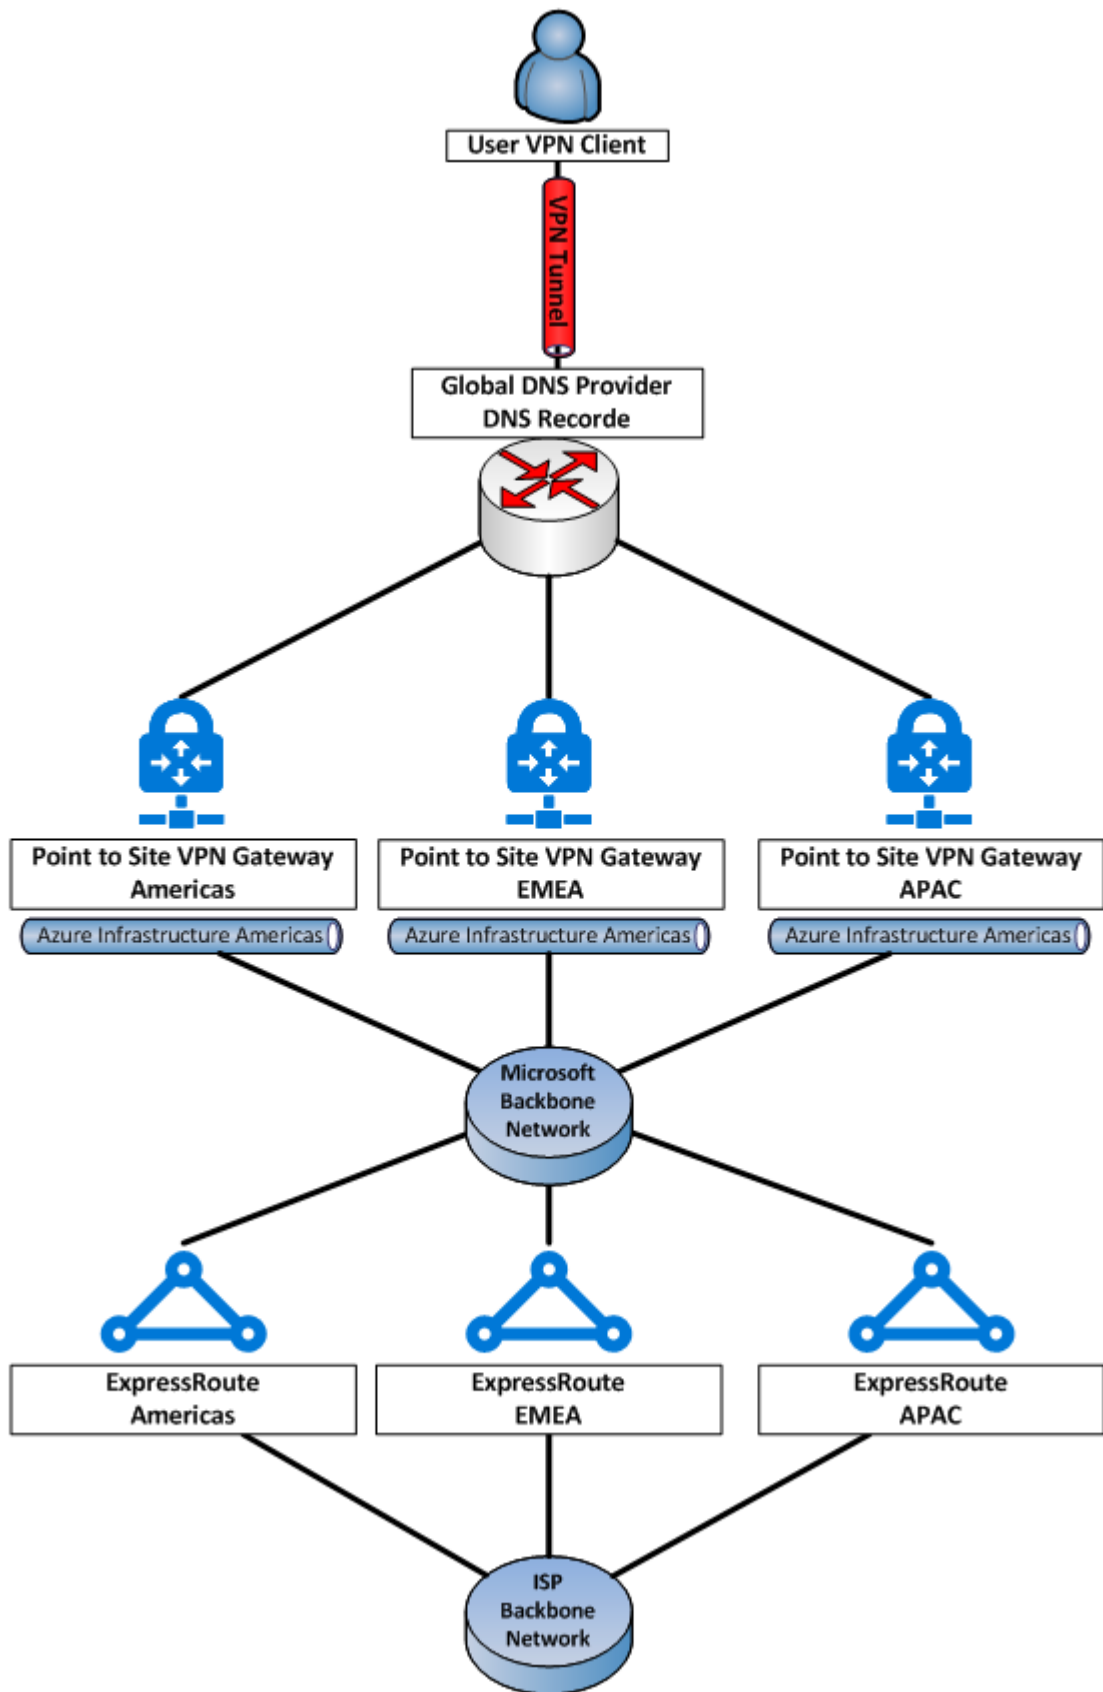 User VPN Client
VPN Tunnel
Global DNS Provider
DNS Recorde
Point to Site VPN Gateway
Americas
Point to Site VPN Gateway
EMEA
Point to Site VPN Gateway
APAC
Azure Infrastructure Americas
Azure Infrastructure Americas
Azure Infrastructure Americas
Microsoft
Backbone
Network
ExpressRoute
Americas
ExpressRoute
EMEA
ExpressRoute
APAC
ISP
Backbone
Network